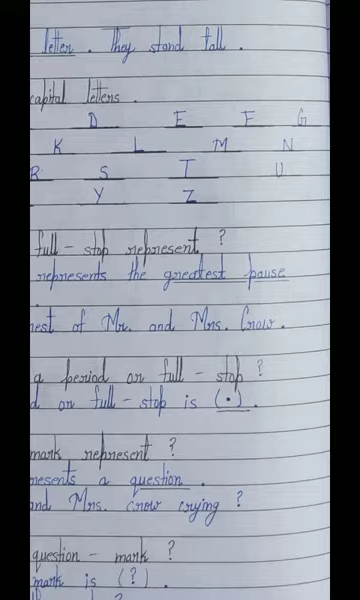 letter. They stand tall.
capital letters.
D E F G
K L M N
R S T U
Y Z
full-stop represent?
represents the greatest pause
.
nest of Mr. and Mrs. Crow.
a period or full-stop?
d or full-stop is (.).
mark represent?
resents a question.
and Mrs. crow crying?
question-mark?
mark is (?).